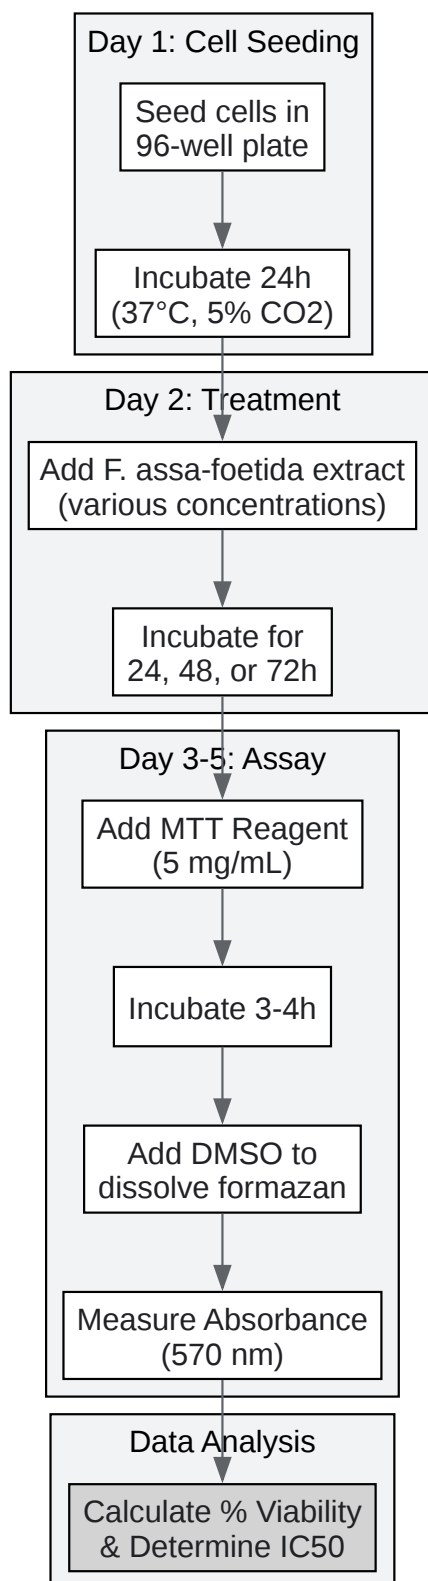 Day 1: Cell Seeding
Seed cells in
96-well plate
Incubate 24h
(37°C, 5% CO2)
Day 2: Treatment
Add F. assa-foetida extract
(various concentrations)
Incubate for
24, 48, or 72h
Day 3-5: Assay
Add MTT Reagent
(5 mg/mL)
Incubate 3-4h
Add DMSO to
dissolve formazan
Measure Absorbance
(570 nm)
Data Analysis
Calculate % Viability
& Determine IC50